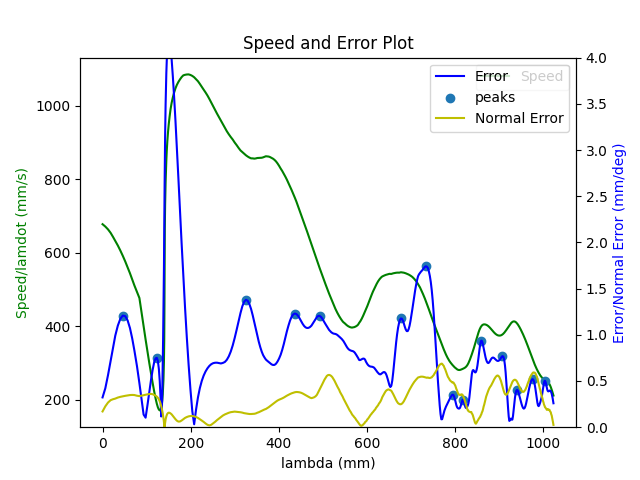 Speed and Error Plot
Error
Speed
peaks
Normal Error
Speed/lamdot (mm/s)
1000
800
600
400
200
4.0
3.5
3.0
2.5
2.0
1.5
1.0
0.5
0.0
Error/Normal Error (mm/deg)
0 200 400 600 800 1000
lambda (mm)